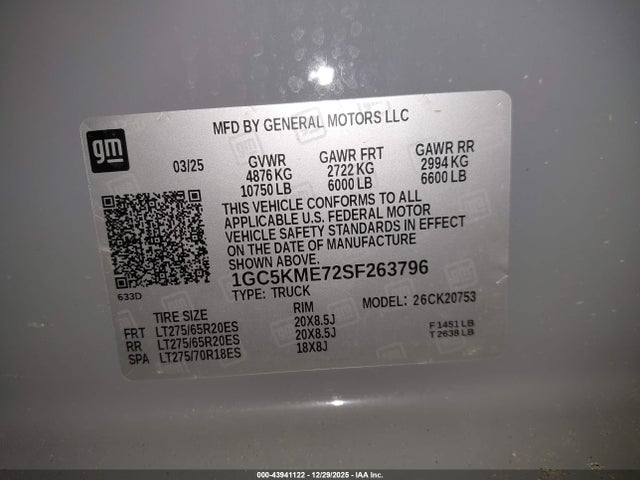 gm
MFD BY GENERAL MOTORS LLC
03/25
GVWR GAWR FRT GAWR RR
4876 KG 2722 KG 2994 KG
10750 LB 6000 LB 6600 LB
THIS VEHICLE CONFORMS TO ALL
APPLICABLE U.S. FEDERAL MOTOR
VEHICLE SAFETY STANDARDS IN EFFECT
ON THE DATE OF MANUFACTURE
SHOWN ABOVE.
633D
1GC5KME72SF263796
TYPE: TRUCK MODEL: 26CK20753
TIRE SIZE RIM
FRT LT275/65R20ES 20X8.5J
RR LT275/65R20ES 20X8.5J
SPA LT275/70R18ES 18X8J
F 1451 LB
T 2638 LB
000-43941122 - 12/29/2025 - IAA Inc.